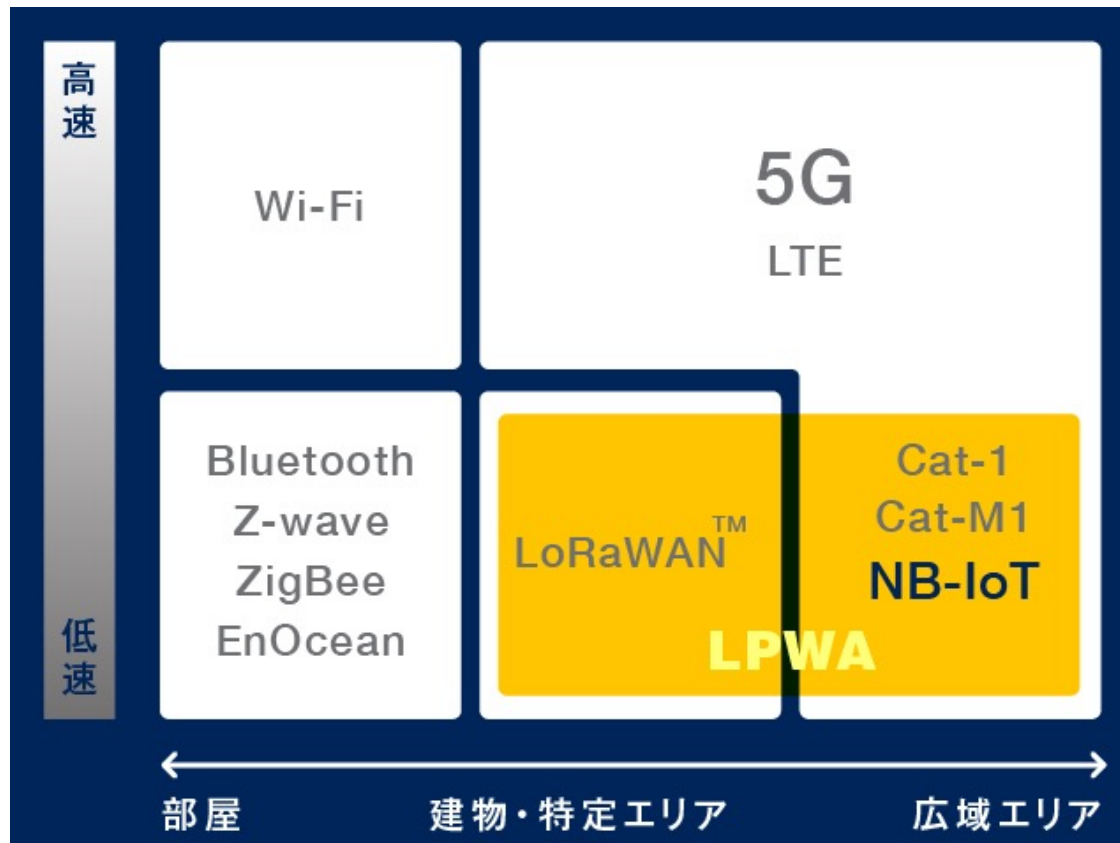 高速
Wi-Fi
5G
LTE
Bluetooth
Z-wave
ZigBee
EnOcean
LoRaWAN™
Cat-1
Cat-M1
NB-IoT
LPWA
低速
部屋
建物・特定エリア
広域エリア